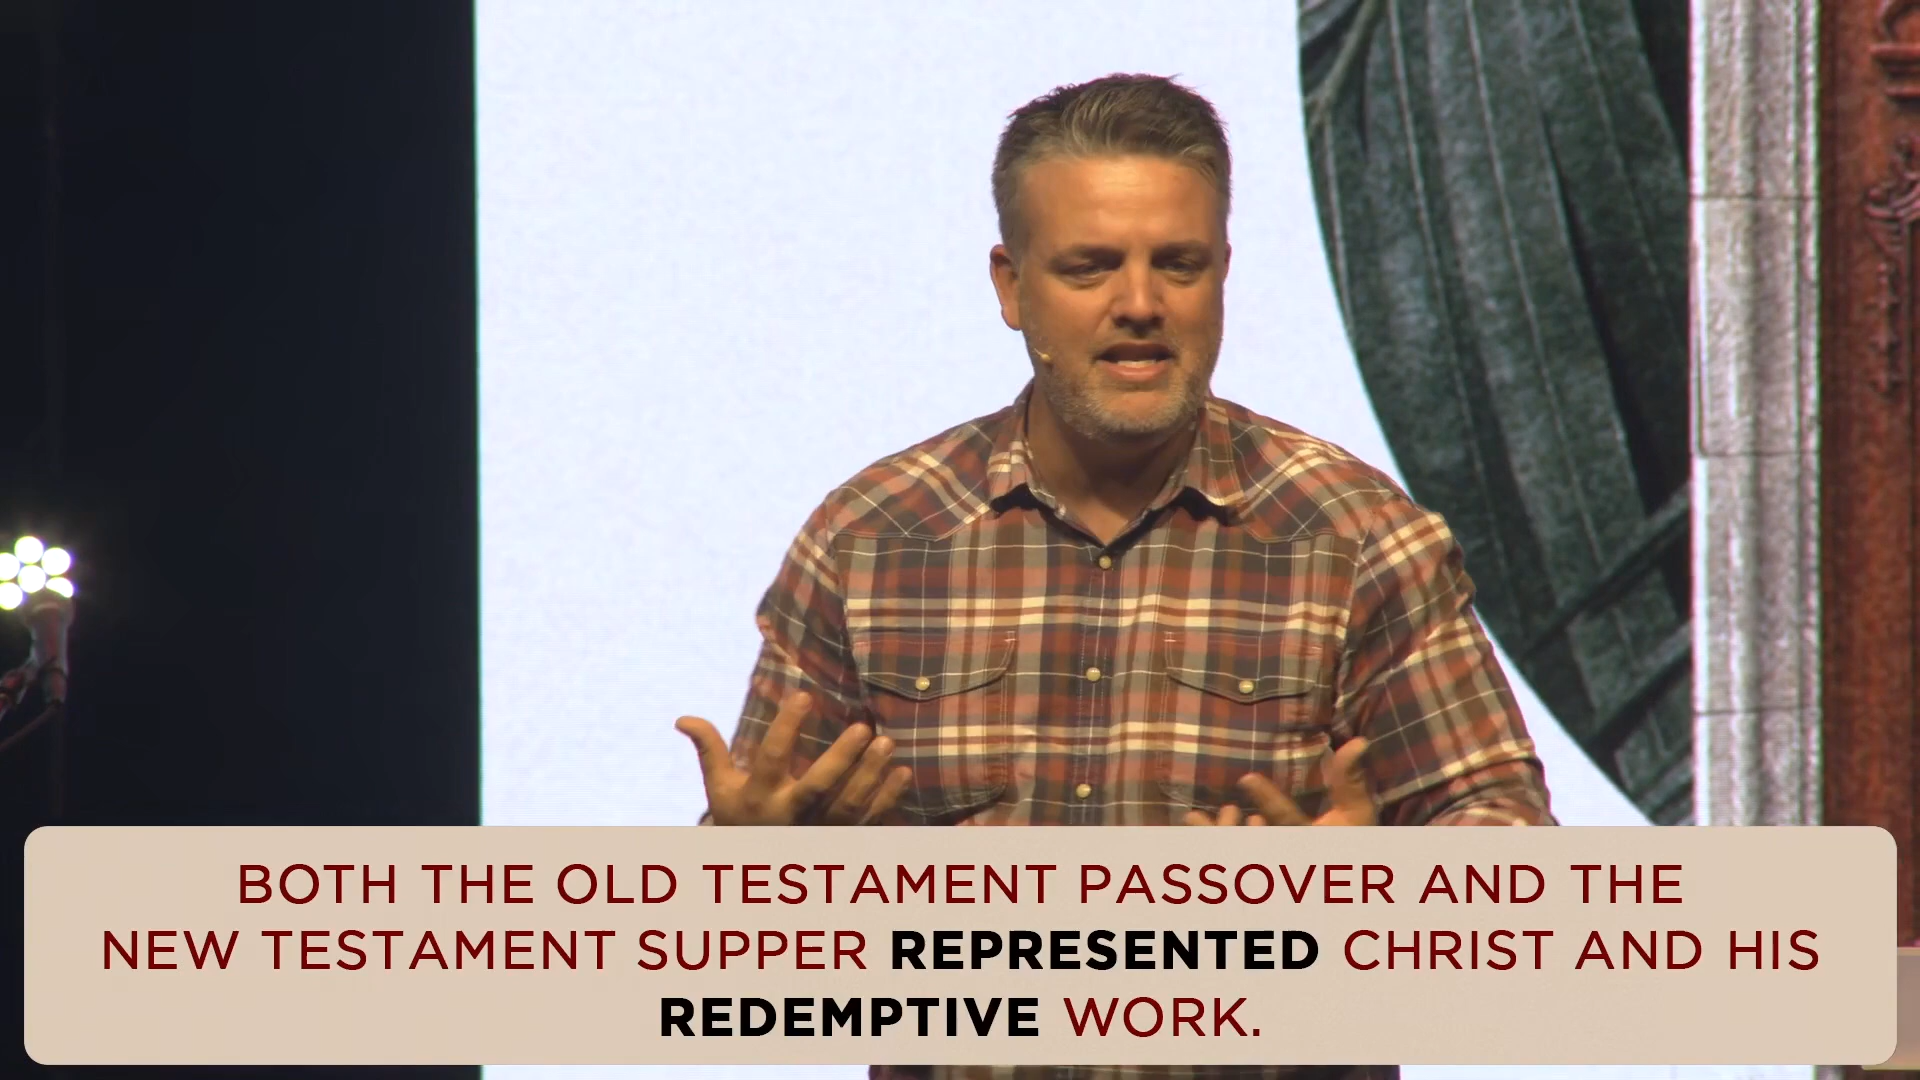 BOTH THE OLD TESTAMENT PASSOVER AND THE
NEW TESTAMENT SUPPER REPRESENTED CHRIST AND HIS
REDEMPTIVE WORK.